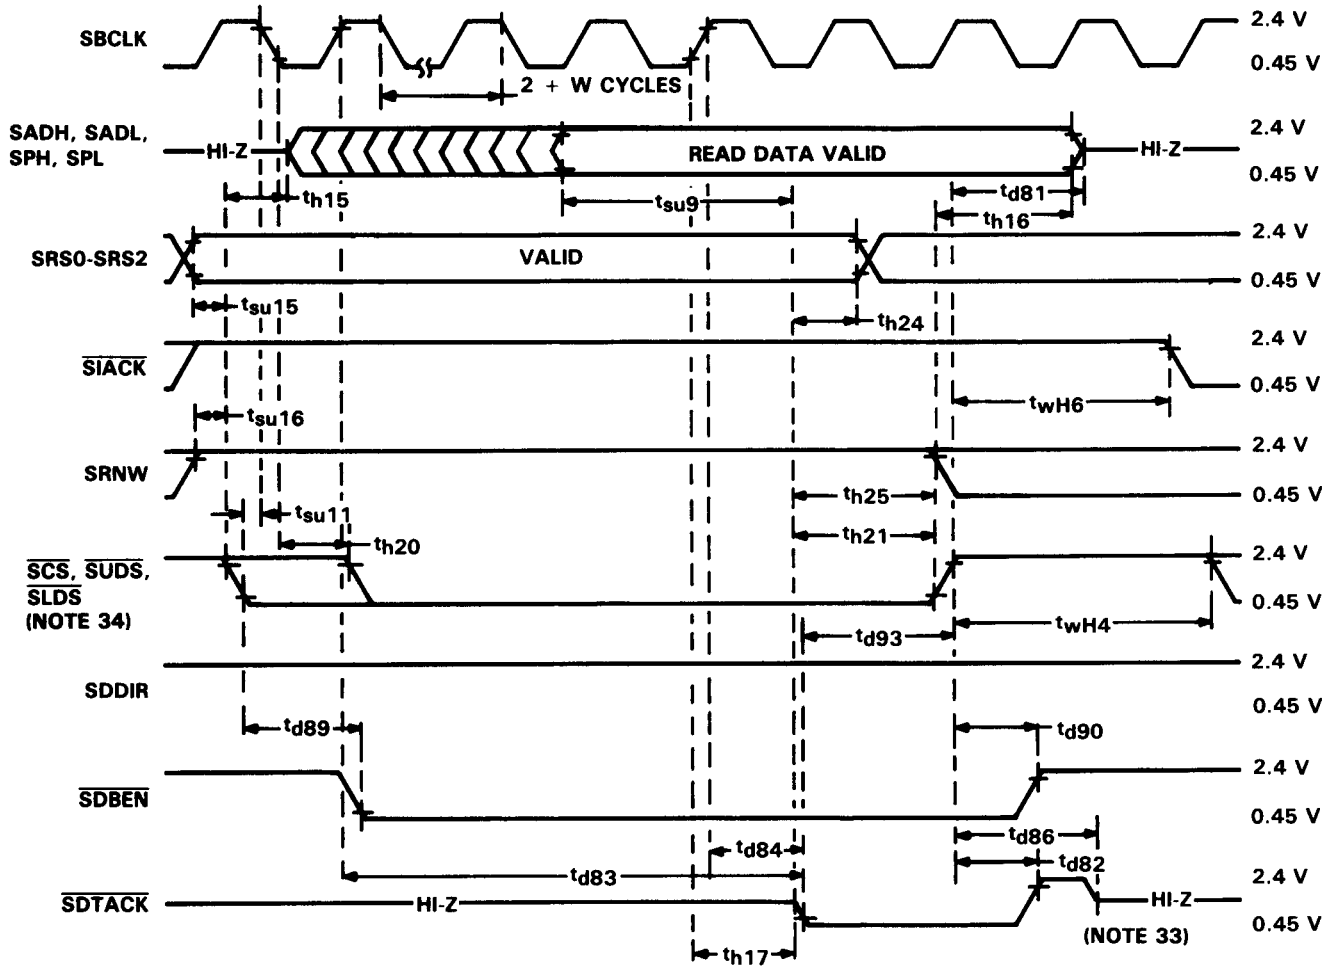 SBCLK
2.4 V
0.45 V
2 + W CYCLES
SADH, SADL,
SPH, SPL
HI-Z
READ DATA VALID
HI-Z
2.4 V
0.45 V
th15
tsu9
td81
th16
SRS0-SRS2
VALID
2.4 V
0.45 V
tsu15
th24
SIACK
2.4 V
0.45 V
tsu16
twH6
SRNW
2.4 V
0.45 V
tsu11
th25
th20
th21
SCS, SUDS,
SLDS
(NOTE 34)
2.4 V
0.45 V
td93
twH4
SDDIR
2.4 V
0.45 V
td89
td90
SDBEN
2.4 V
0.45 V
td86
td84
td82
td83
SDTACK
HI-Z
2.4 V
HI-Z
0.45 V
(NOTE 33)
th17